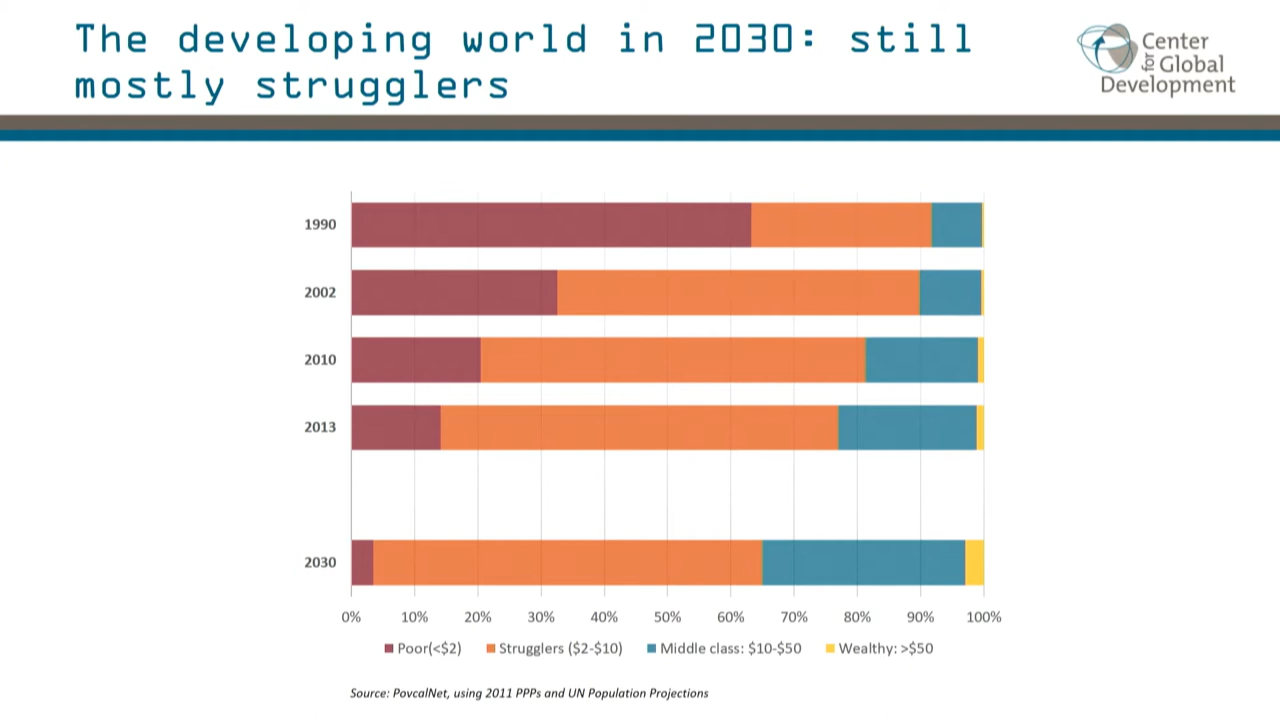 The developing world in 2030: still
mostly strugglers
Center
for Global
Development
1990
2002
2010
2013
2030
0% 10% 20% 30% 40% 50% 60% 70% 80% 90% 100%
Poor(<$2) Strugglers ($2-$10) Middle class: $10-$50 Wealthy: >$50
Source: PovcalNet, using 2011 PPPs and UN Population Projections